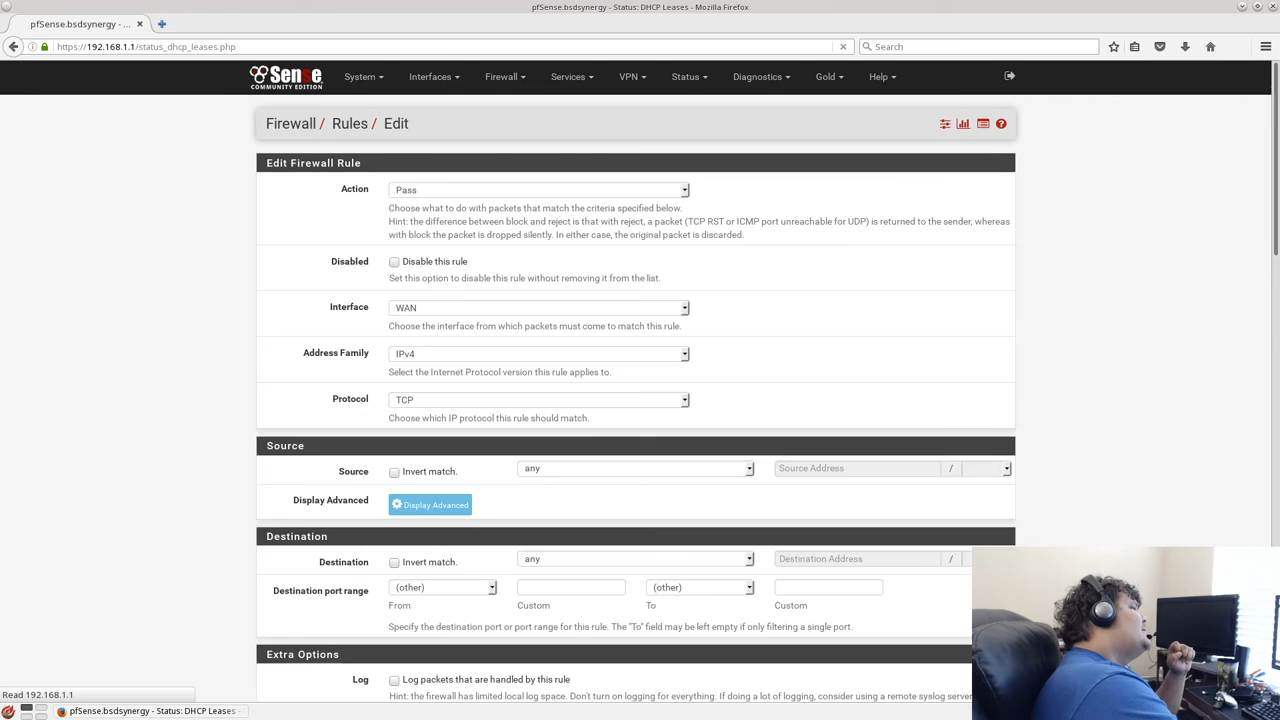 pfSense.bsdsynergy - Status: DHCP Leases - Mozilla Firefox
pfSense.bsdsynergy - ...
https://192.168.1.1/status_dhcp_leases.php
Search
Sense
COMMUNITY EDITION
System Interfaces Firewall Services VPN Status Diagnostics Gold Help
Firewall / Rules / Edit
Edit Firewall Rule
Action
Pass
Choose what to do with packets that match the criteria specified below.
Hint: the difference between block and reject is that with reject, a packet (TCP RST or ICMP port unreachable for UDP) is returned to the sender, whereas
with block the packet is dropped silently. In either case, the original packet is discarded.
Disabled
Disable this rule
Set this option to disable this rule without removing it from the list.
Interface
WAN
Choose the interface from which packets must come to match this rule.
Address Family
IPv4
Select the Internet Protocol version this rule applies to.
Protocol
TCP
Choose which IP protocol this rule should match.
Source
Source
Invert match.
any
Source Address
/
Display Advanced
Display Advanced
Destination
Destination
Invert match.
any
Destination Address
/
Destination port range
(other)
(other)
From
Custom
To
Custom
Specify the destination port or port range for this rule. The "To" field may be left empty if only filtering a single port.
Extra Options
Log
Log packets that are handled by this rule
Hint: the firewall has limited local log space. Don't turn on logging for everything. If doing a lot of logging, consider using a remote syslog server
Read 192.168.1.1
pfSense.bsdsynergy - Status: DHCP Leases -